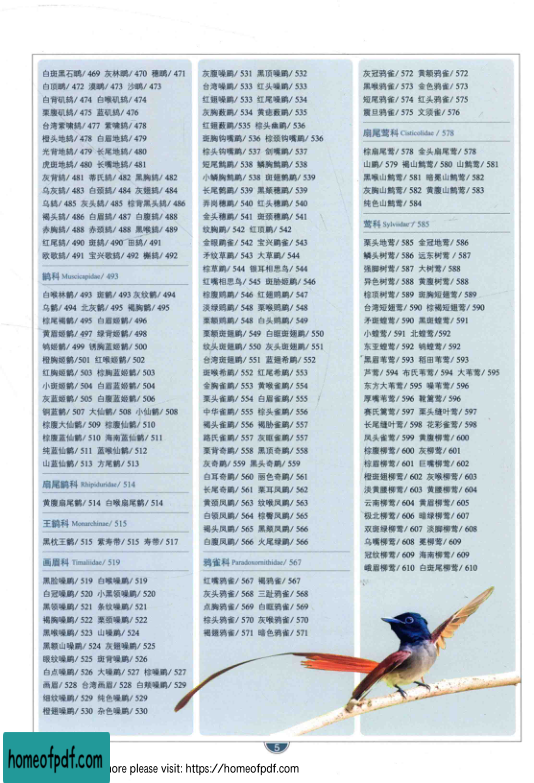 白斑黑石䳭/ 469 灰林䳭/ 470 穗䳭/ 471
白顶䳭/ 472 漠䳭/ 473 沙䳭/ 473
白背矶鸫/ 474 白喉矶鸫/ 474
栗腹矶鸫/ 475 蓝矶鸫/ 476
台湾紫啸鸫/ 477 紫啸鸫/ 478
橙头地鸫/ 478 白眉地鸫/ 479
光背地鸫/ 479 长尾地鸫/ 480
虎斑地鸫/ 480 长嘴地鸫/ 481
灰背鸫/ 481 蒂氏鸫/ 482 黑胸鸫/ 482
乌灰鸫/ 483 白颈鸫/ 484 灰翅鸫/ 484
乌鸫/ 485 灰头鸫/ 485 棕背黑头鸫/ 486
褐头鸫/ 486 白眉鸫/ 487 白腹鸫/ 488
赤胸鸫/ 488 赤颈鸫/ 488 黑喉鸫/ 489
红尾鸫/ 490 斑鸫/ 490 田鸫/ 491
欧歌鸫/ 491 宝兴歌鸫/ 492 槲鸫/ 492
鹟科 Muscicapidae/ 493
白喉林鹟/ 493 斑鹟/ 493 灰纹鹟/ 494
乌鹟/ 494 北灰鹟/ 495 褐胸鹟/ 495
棕尾褐鹟/ 495 白眉姬鹟/ 496
黄眉姬鹟/ 497 绿背姬鹟/ 498
鸲姬鹟/ 499 锈胸蓝姬鹟/ 500
橙胸姬鹟/ 501 红喉姬鹟/ 502
红胸姬鹟/ 503 棕胸蓝姬鹟/ 503
小斑姬鹟/ 504 白眉蓝姬鹟/ 504
灰蓝姬鹟/ 505 白腹蓝姬鹟/ 506
铜蓝鹟/ 507 大仙鹟/ 508 小仙鹟/ 508
棕腹大仙鹟/ 509 棕腹仙鹟/ 510
棕腹蓝仙鹟/ 510 海南蓝仙鹟/ 511
纯蓝仙鹟/ 511 蓝喉仙鹟/ 512
山蓝仙鹟/ 513 方尾鹟/ 513
扇尾鹟科 Rhipiduridae/ 514
黄腹扇尾鹟/ 514 白喉扇尾鹟/ 514
王鹟科 Monarchinae/ 515
黑枕王鹟/ 515 紫寿带/ 515 寿带/ 517
画眉科 Timaliidae/ 519
黑脸噪鹛/ 519 白喉噪鹛/ 519
白冠噪鹛/ 520 小黑领噪鹛/ 520
黑领噪鹛/ 521 条纹噪鹛/ 521
褐胸噪鹛/ 522 栗颈噪鹛/ 522
黑喉噪鹛/ 523 山噪鹛/ 524
黑额山噪鹛/ 524 灰翅噪鹛/ 525
眼纹噪鹛/ 525 斑背噪鹛/ 526
白点噪鹛/ 526 大噪鹛/ 527 棕噪鹛/ 527
画眉/ 528 台湾画眉/ 528 白颊噪鹛/ 529
细纹噪鹛/ 529 纯色噪鹛/ 529
橙翅噪鹛/ 530 杂色噪鹛/ 530
灰腹噪鹛/ 531 黑顶噪鹛/ 532
台湾噪鹛/ 533 红头噪鹛/ 533
红翅噪鹛/ 533 红尾噪鹛/ 534
灰胸薮鹛/ 534 黄痣薮鹛/ 535
红翅薮鹛/ 535 棕头幽鹛/ 536
斑胸钩嘴鹛/ 536 棕颈钩嘴鹛/ 536
棕头钩嘴鹛/ 537 剑嘴鹛/ 537
短尾鹪鹛/ 538 鳞胸鹪鹛/ 538
小鳞胸鹪鹛/ 538 斑翅鹩鹛/ 539
长尾鹩鹛/ 539 黑颏穗鹛/ 539
弄岗穗鹛/ 540 红头穗鹛/ 540
金头穗鹛/ 541 斑颈穗鹛/ 541
纹胸鹛/ 542 红顶鹛/ 542
金眼鹛雀/ 542 宝兴鹛雀/ 543
矛纹草鹛/ 543 大草鹛/ 544
棕草鹛/ 544 银耳相思鸟/ 544
红嘴相思鸟/ 545 斑胁姬鹛/ 546
棕腹鵙鹛/ 546 红翅鵙鹛/ 547
淡绿鵙鹛/ 548 栗喉鵙鹛/ 548
栗额鵙鹛/ 548 白头鵙鹛/ 549
栗额斑翅鹛/ 549 白眶斑翅鹛/ 550
纹头斑翅鹛/ 550 灰头斑翅鹛/ 551
台湾斑翅鹛/ 551 蓝翅希鹛/ 552
斑喉希鹛/ 552 红尾希鹛/ 553
金胸雀鹛/ 553 黄喉雀鹛/ 554
栗头雀鹛/ 554 白眉雀鹛/ 555
中华雀鹛/ 555 棕头雀鹛/ 556
褐头雀鹛/ 556 褐胁雀鹛/ 557
路氏雀鹛/ 557 灰眶雀鹛/ 557
栗背奇鹛/ 558 黑顶奇鹛/ 558
灰奇鹛/ 559 黑头奇鹛/ 559
白耳奇鹛/ 560 丽色奇鹛/ 561
长尾奇鹛/ 561 栗耳凤鹛/ 562
黄颈凤鹛/ 563 纹喉凤鹛/ 563
白领凤鹛/ 564 棕臀凤鹛/ 565
褐头凤鹛/ 565 黑颏凤鹛/ 566
白腹凤鹛/ 566 火尾绿鹛/ 566
鸦雀科 Paradoxornithidae/ 567
红嘴鸦雀/ 567 褐鸦雀/ 567
灰头鸦雀/ 568 三趾鸦雀/ 568
点胸鸦雀/ 569 白眶鸦雀/ 569
棕头鸦雀/ 570 灰喉鸦雀/ 570
褐翅鸦雀/ 571 暗色鸦雀/ 571
灰冠鸦雀/ 572 黄额鸦雀/ 572
黑喉鸦雀/ 573 金色鸦雀/ 573
短尾鸦雀/ 574 红头鸦雀/ 575
震旦鸦雀/ 575 文须雀/ 576
扇尾莺科 Cisticolidae / 578
棕扇尾莺/ 578 金头扇尾莺/ 578
山鹛/ 579 褐山鹪莺/ 580 山鹪莺/ 581
黑喉山鹪莺/ 581 暗冕山鹪莺/ 582
灰胸山鹪莺/ 582 黄腹山鹪莺/ 583
纯色山鹪莺/ 584
莺科 Sylviidae/ 585
栗头地莺/ 585 金冠地莺/ 586
鳞头树莺/ 586 远东树莺/ 587
强脚树莺/ 587 大树莺/ 588
异色树莺/ 588 黄腹树莺/ 588
棕顶树莺/ 589 斑胸短翅莺/ 589
台湾短翅莺/ 590 棕褐短翅莺/ 590
矛斑蝗莺/ 590 黑斑蝗莺/ 591
小蝗莺/ 591 北蝗莺/ 592
东王蝗莺/ 592 鸲蝗莺/ 592
黑眉苇莺/ 593 稻田苇莺/ 593
芦莺/ 594 布氏苇莺/ 594 大苇莺/ 595
东方大苇莺/ 595 噪苇莺/ 596
厚嘴苇莺/ 596 靴篱莺/ 596
赛氏篱莺/ 597 栗头缝叶莺/ 597
长尾缝叶莺/ 598 花彩雀莺/ 598
凤头雀莺/ 599 黄腹柳莺/ 600
棕腹柳莺/ 600 灰柳莺/ 601
棕眉柳莺/ 601 巨嘴柳莺/ 602
橙斑翅柳莺/ 602 灰喉柳莺/ 603
淡黄腰柳莺/ 603 黄腰柳莺/ 604
云南柳莺/ 604 黄眉柳莺/ 605
极北柳莺/ 606 暗绿柳莺/ 607
双斑绿柳莺/ 607 淡脚柳莺/ 608
乌嘴柳莺/ 608 冕柳莺/ 609
冠纹柳莺/ 609 海南柳莺/ 609
峨眉柳莺/ 610 白斑尾柳莺/ 610
5
homeofpdf.com
more please visit: https://homeofpdf.com